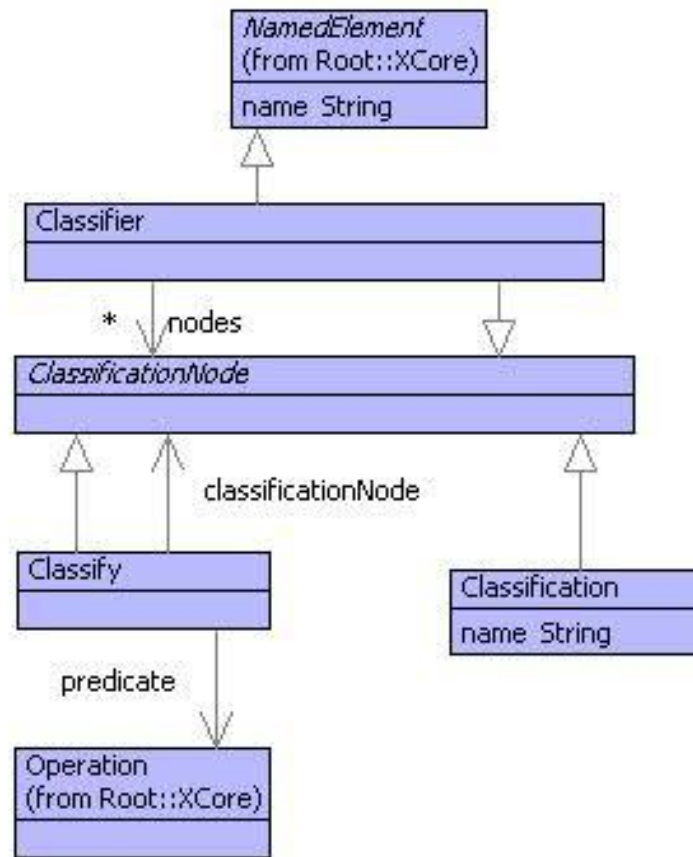 NamedElement
(from Root::XCore)
name String
Classifier
* nodes
ClassificationNode
classificationNode
Classify
Classification
name String
predicate
Operation
(from Root::XCore)